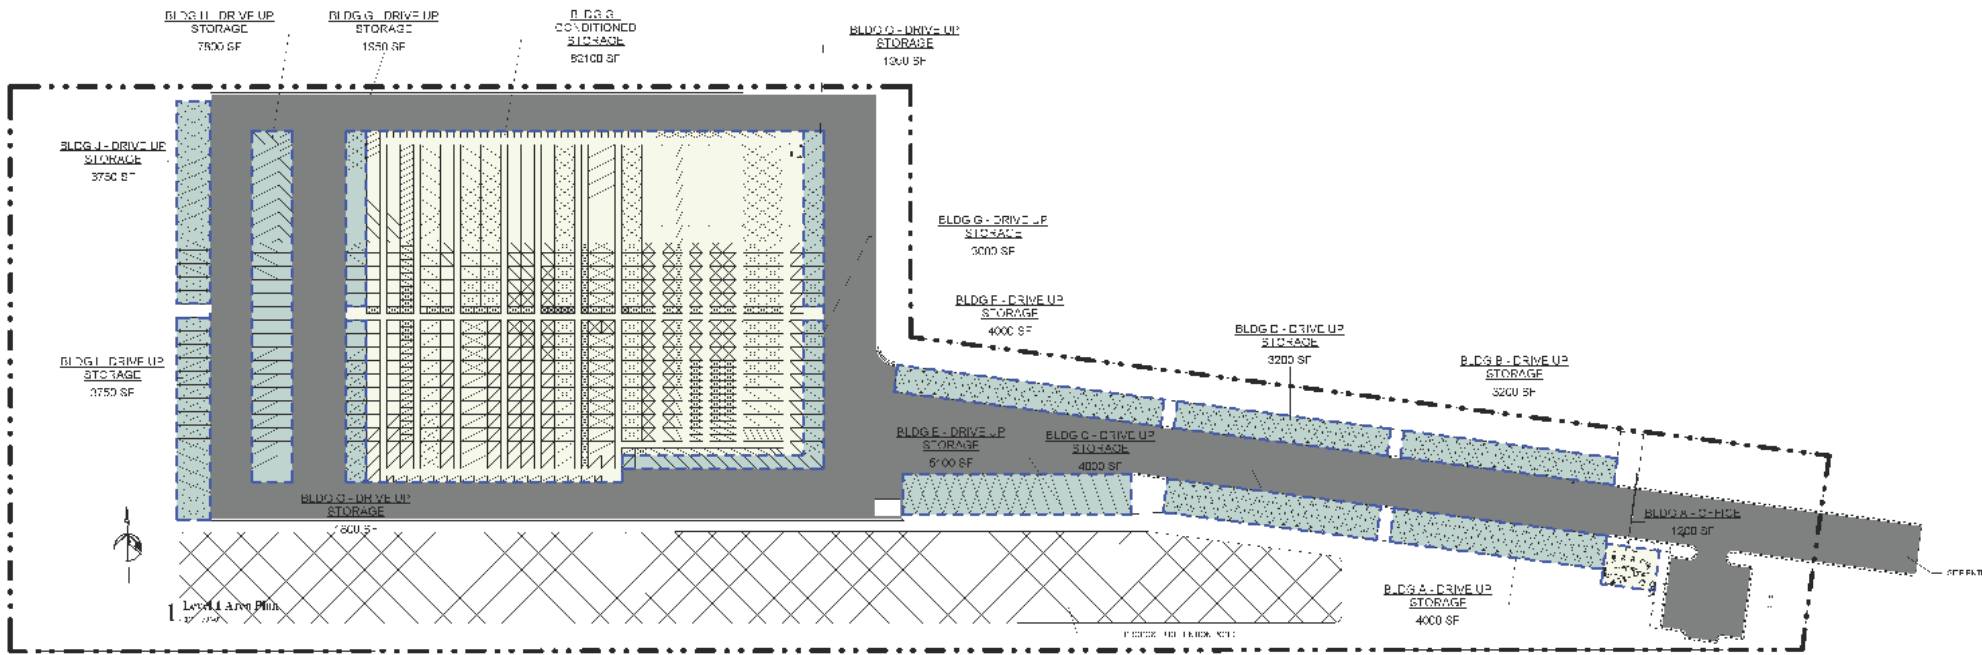 BLDG H - DRIVE UP
STORAGE
7800 SF
BLDG G - DRIVE UP
STORAGE
1950 SF
BLDG G
CONDITIONED
STORAGE
82100 SF
BLDG G - DRIVE UP
STORAGE
SF
BLDG J - DRIVE UP
STORAGE
3750 SF
BLDG G - DRIVE UP
STORAGE
3000 SF
BLDG F - DRIVE UP
STORAGE
4000 SF
BLDG D - DRIVE UP
STORAGE
3200 SF
BLDG B - DRIVE UP
STORAGE
3200 SF
BLDG I - DRIVE UP
STORAGE
3750 SF
BLDG E - DRIVE UP
STORAGE
5100 SF
BLDG C - DRIVE UP
STORAGE
4000 SF
BLDG G - DRIVE UP
STORAGE
1800 SF
BLDG A - OFFICE
1200 SF
BLDG A - DRIVE UP
STORAGE
4000 SF
1 Level 1 Area Plan